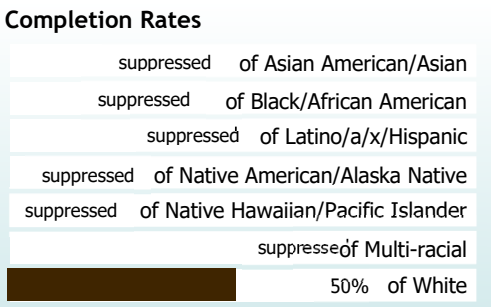 Completion Rates
suppressed of Asian American/Asian
suppressed of Black/African American
suppressed of Latino/a/x/Hispanic
suppressed of Native American/Alaska Native
suppressed of Native Hawaiian/Pacific Islander
suppresse of Multi-racial
50% of White